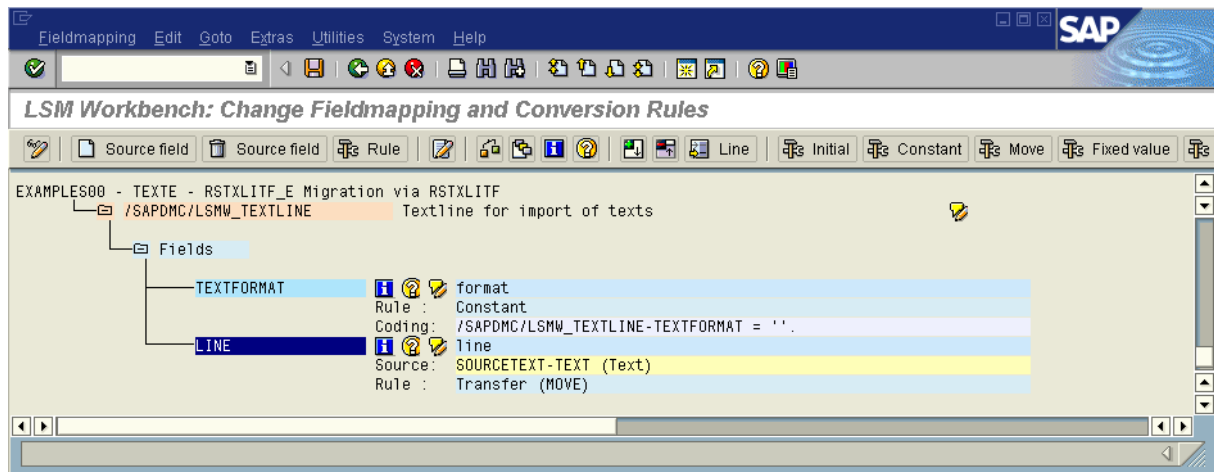 Fieldmapping Edit Goto Extras Utilities System Help
SAP
LSM Workbench: Change Fieldmapping and Conversion Rules
Source field Source field Rule Line Initial Constant Move Fixed value
EXAMPLES00 - TEXTE - RSTXLITF_E Migration via RSTXLITF
/SAPDMC/LSMW_TEXTLINE Textline for import of texts
Fields
TEXTFORMAT format
Rule : Constant
Coding: /SAPDMC/LSMW_TEXTLINE-TEXTFORMAT = ''.
LINE line
Source: SOURCETEXT-TEXT (Text)
Rule : Transfer (MOVE)